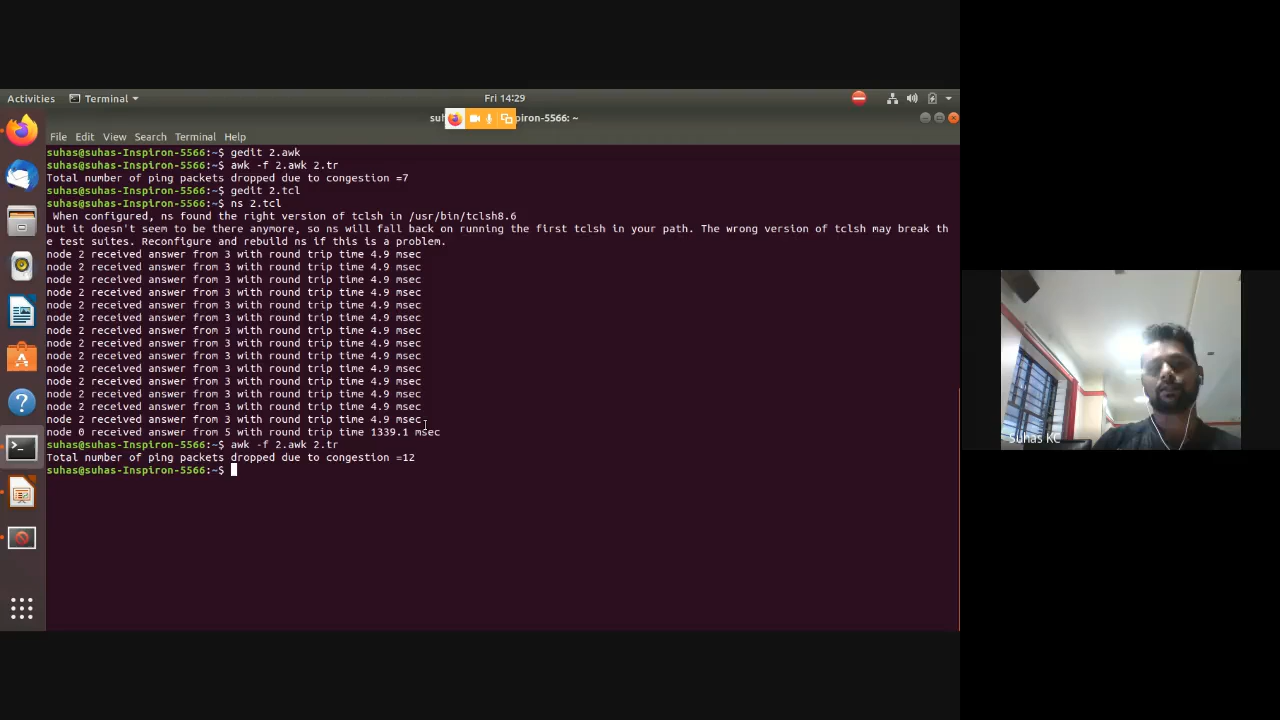 Activities Terminal Fri 14:29
suh piron-5566: ~
File Edit View Search Terminal Help
suhas@suhas-Inspiron-5566:~$ gedit 2.awk
suhas@suhas-Inspiron-5566:~$ awk -f 2.awk 2.tr
Total number of ping packets dropped due to congestion =7
suhas@suhas-Inspiron-5566:~$ gedit 2.tcl
suhas@suhas-Inspiron-5566:~$ ns 2.tcl
When configured, ns found the right version of tclsh in /usr/bin/tclsh8.6
but it doesn't seem to be there anymore, so ns will fall back on running the first tclsh in your path. The wrong version of tclsh may break th
e test suites. Reconfigure and rebuild ns if this is a problem.
node 2 received answer from 3 with round trip time 4.9 msec
node 2 received answer from 3 with round trip time 4.9 msec
node 2 received answer from 3 with round trip time 4.9 msec
node 2 received answer from 3 with round trip time 4.9 msec
node 2 received answer from 3 with round trip time 4.9 msec
node 2 received answer from 3 with round trip time 4.9 msec
node 2 received answer from 3 with round trip time 4.9 msec
node 2 received answer from 3 with round trip time 4.9 msec
node 2 received answer from 3 with round trip time 4.9 msec
node 2 received answer from 3 with round trip time 4.9 msec
node 2 received answer from 3 with round trip time 4.9 msec
node 2 received answer from 3 with round trip time 4.9 msec
node 2 received answer from 3 with round trip time 4.9 msec
node 2 received answer from 3 with round trip time 4.9 msec
node 0 received answer from 5 with round trip time 1339.1 msec
suhas@suhas-Inspiron-5566:~$ awk -f 2.awk 2.tr
Total number of ping packets dropped due to congestion =12
suhas@suhas-Inspiron-5566:~$
Suhas KC